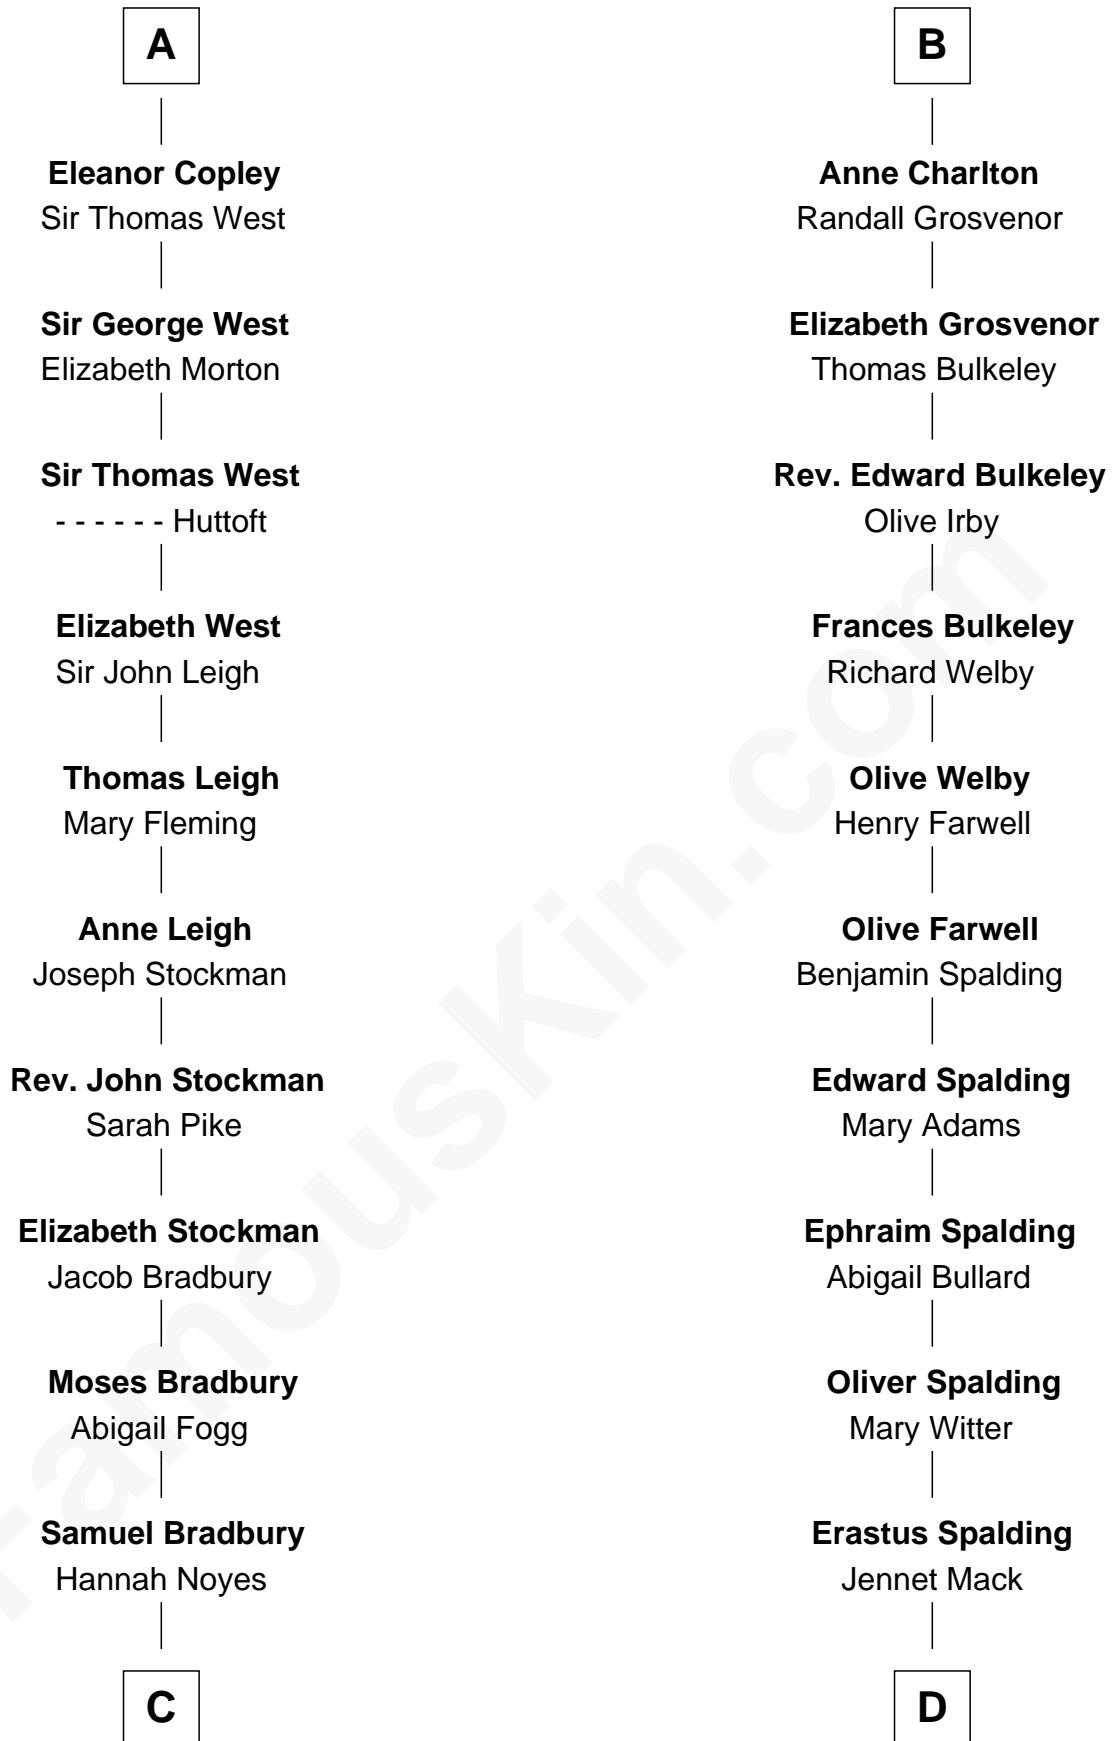 A
Eleanor Copley
Sir Thomas West
Sir George West
Elizabeth Morton
Sir Thomas West
- - - - - - Huttoft
Elizabeth West
Sir John Leigh
Thomas Leigh
Mary Fleming
Anne Leigh
Joseph Stockman
Rev. John Stockman
Sarah Pike
Elizabeth Stockman
Jacob Bradbury
Moses Bradbury
Abigail Fogg
Samuel Bradbury
Hannah Noyes
C
B
Anne Charlton
Randall Grosvenor
Elizabeth Grosvenor
Thomas Bulkeley
Rev. Edward Bulkeley
Olive Irby
Frances Bulkeley
Richard Welby
Olive Welby
Henry Farwell
Olive Farwell
Benjamin Spalding
Edward Spalding
Mary Adams
Ephraim Spalding
Abigail Bullard
Oliver Spalding
Mary Witter
Erastus Spalding
Jennet Mack
D
FamousKin.com